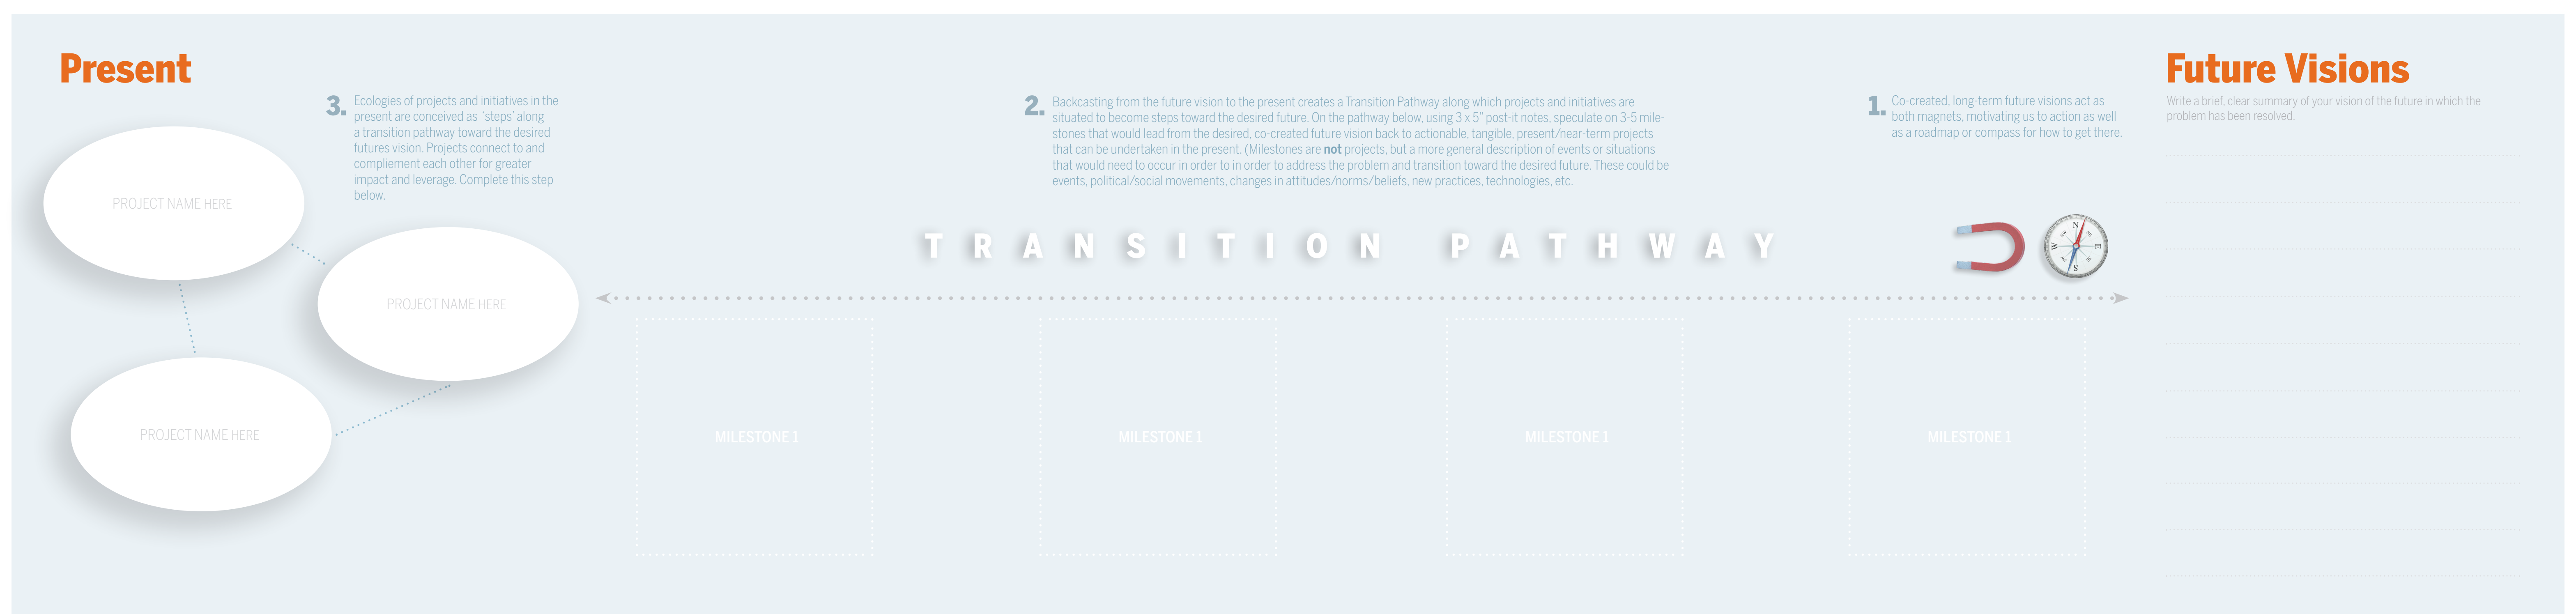 Present
3.
Ecologies of projects and initiatives in the
present are conceived as ‘steps’ along
a transition pathway toward the desired
futures vision. Projects connect to and
compliement each other for greater
impact and leverage. Complete this step
below.
PROJECT NAME HERE
PROJECT NAME HERE
PROJECT NAME HERE
2.
Backcasting from the future vision to the present creates a Transition Pathway along which projects and initiatives are
situated to become steps toward the desired future. On the pathway below, using 3 x 5” post-it notes, speculate on 3-5 mile-
stones that would lead from the desired, co-created future vision back to actionable, tangible, present/near-term projects
that can be undertaken in the present. (Milestones are not projects, but a more general description of events or situations
that would need to occur in order to in order to address the problem and transition toward the desired future. These could be
events, political/social movements, changes in attitudes/norms/beliefs, new practices, technologies, etc.
TRANSITION PATHWAY
1.
Co-created, long-term future visions act as
both magnets, motivating us to action as well
as a roadmap or compass for how to get there.
N
E
S
W
MILESTONE 1
MILESTONE 1
MILESTONE 1
MILESTONE 1
Future Visions
Write a brief, clear summary of your vision of the future in which the
problem has been resolved.